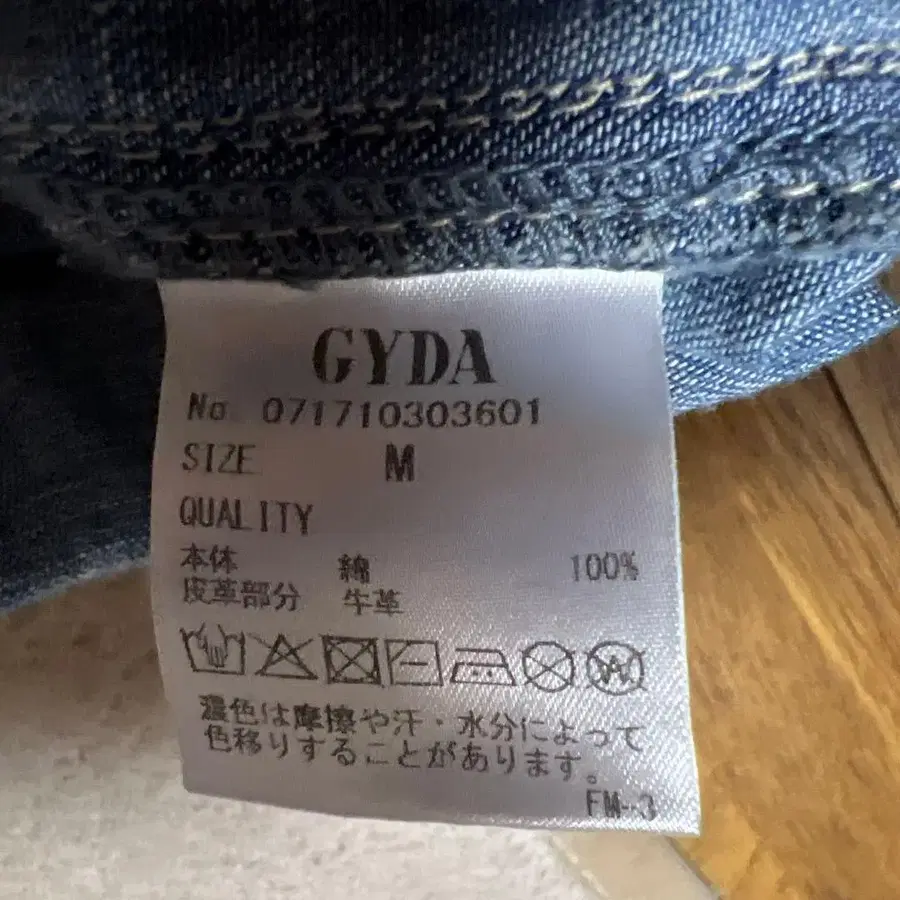 GYDA
No. 071710303601
SIZE M
QUALITY
本体 綿 100%
皮革部分 牛革
濃色は摩擦や汗・水分によって
色移りすることがあります。
FM-3